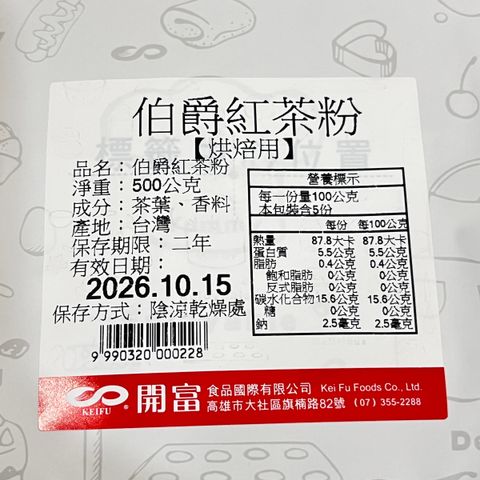 伯爵紅茶粉
【烘焙用】
品名：伯爵紅茶粉
淨重：500公克
成分：茶葉、香料
產地：台灣
保存期限：二年
有效日期：
2026.10.15
保存方式：陰涼乾燥處
9 990320 000228
營養標示
每一份量100公克
本包裝含5份
每份 每100公克
熱量 87.8大卡 87.8大卡
蛋白質 5.5公克 5.5公克
脂肪 0.4公克 0.4公克
飽和脂肪 0公克 0公克
反式脂肪 0公克 0公克
碳水化合物 15.6公克 15.6公克
糖 0公克 0公克
鈉 2.5毫克 2.5毫克
KEIFU ® 開富 食品國際有限公司 Kei Fu Foods Co., Ltd.
高雄市大社區旗楠路82號 (07) 355-2288